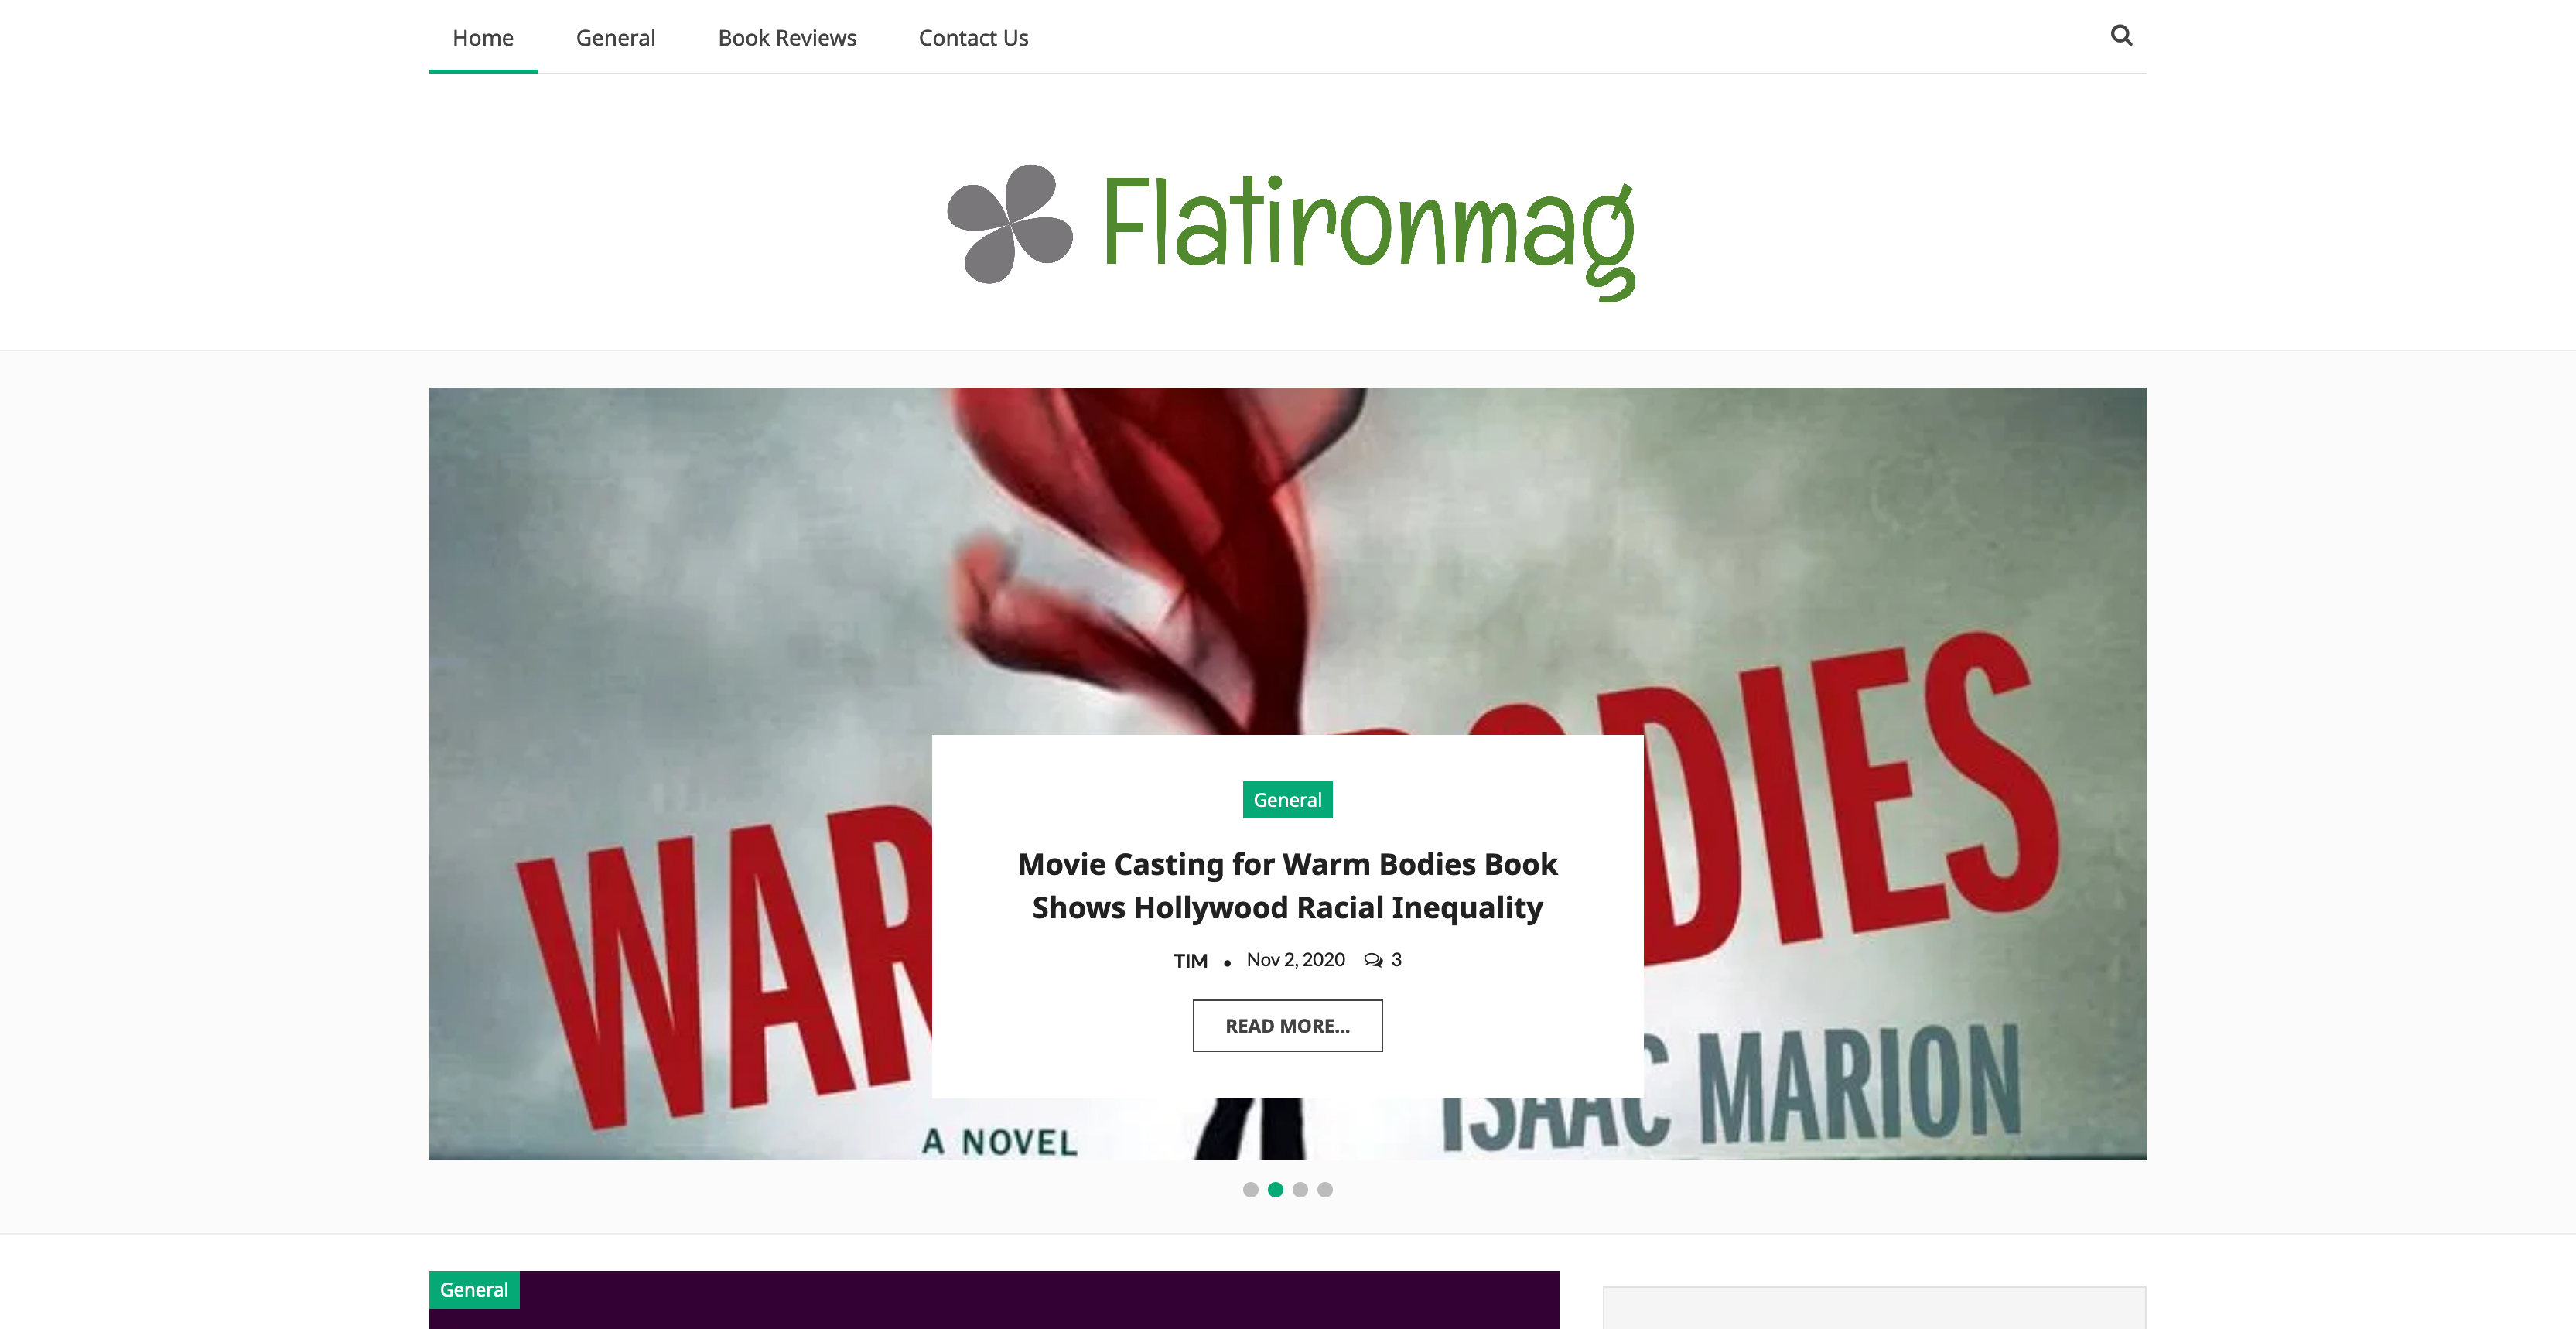 Home General Book Reviews Contact Us
Flatironmag
General
Movie Casting for Warm Bodies Book
Shows Hollywood Racial Inequality
TIM • Nov 2, 2020 3
READ MORE...
WAR ODIES
A NOVEL
ISAAC MARION
General